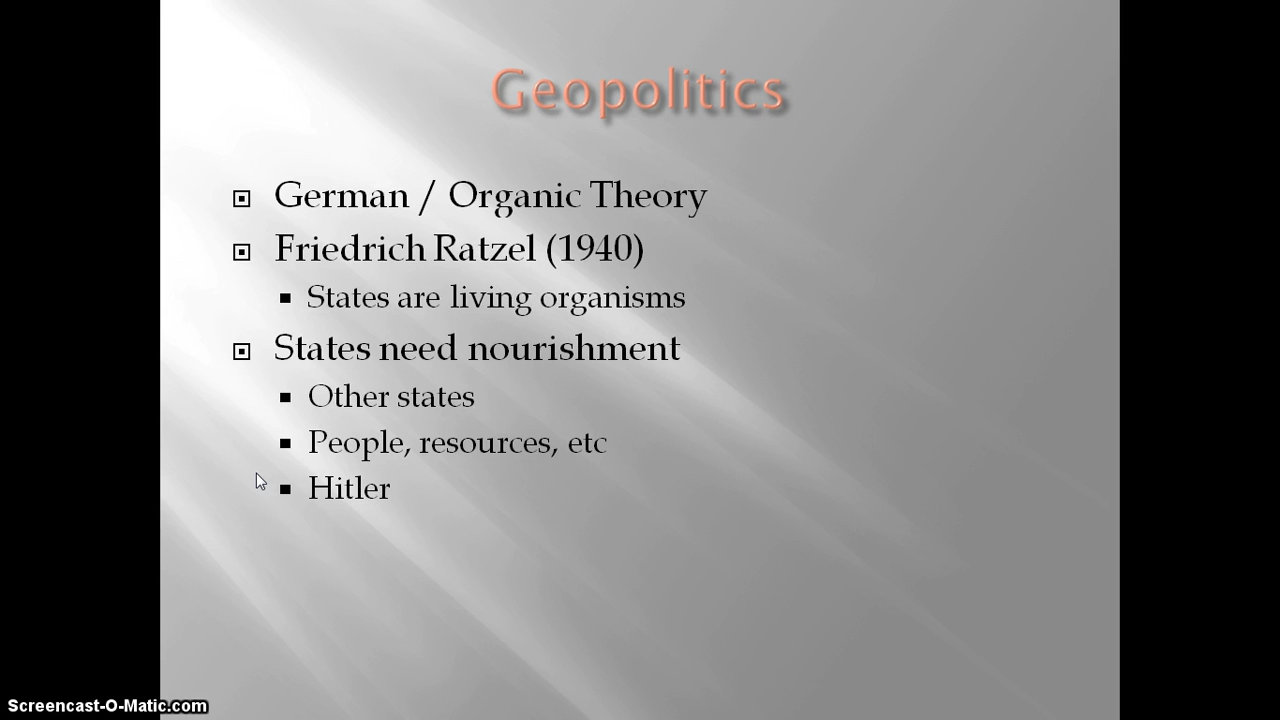 Geopolitics
German / Organic Theory
Friedrich Ratzel (1940)
States are living organisms
States need nourishment
Other states
People, resources, etc
Hitler
Screencast-O-Matic.com